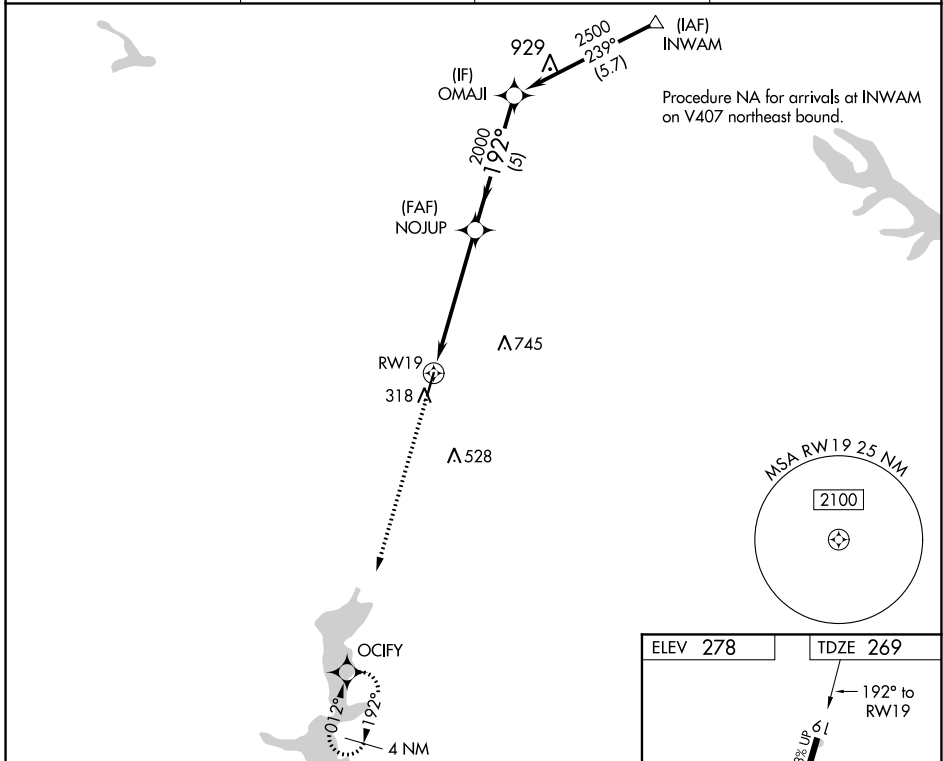 (IAF)
INWAM
2500
239°
(5.7)
929
(IF)
OMAJI
Procedure NA for arrivals at INWAM
on V407 northeast bound.
2000
192°
(5)
(FAF)
NOJUP
745
RW19
318
528
MSA RW19 25 NM
2100
OCIFY
012°
192°
4 NM
ELEV 278
TDZE 269
192° to
RW19
19
% UP